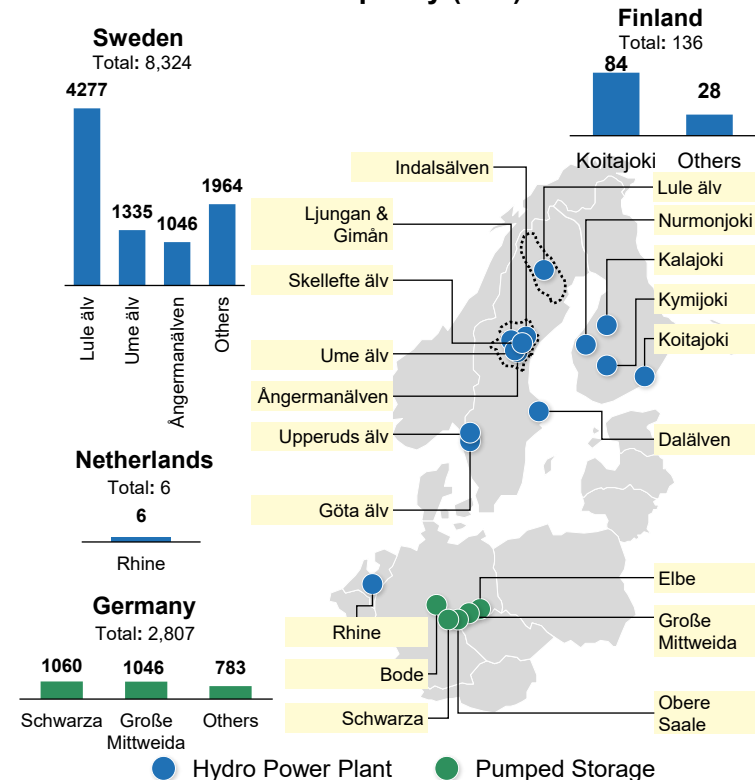 Sweden
Total: 8,324
4277
1335
1046
1964
Lule älv
Ume älv
Ångermanälven
Others
Finland
Total: 136
84
28
Koitajoki
Others
Indalsälven
Ljungan &
Gimån
Skellefte älv
Ume älv
Ångermanälven
Upperuds älv
Göta älv
Lule älv
Nurmonjoki
Kalajoki
Kymijoki
Koitajoki
Dalälven
Netherlands
Total: 6
6
Rhine
Germany
Total: 2,807
1060
1046
783
Schwarza
Große
Mittweida
Others
Rhine
Bode
Schwarza
Elbe
Große
Mittweida
Obere
Saale
Hydro Power Plant
Pumped Storage